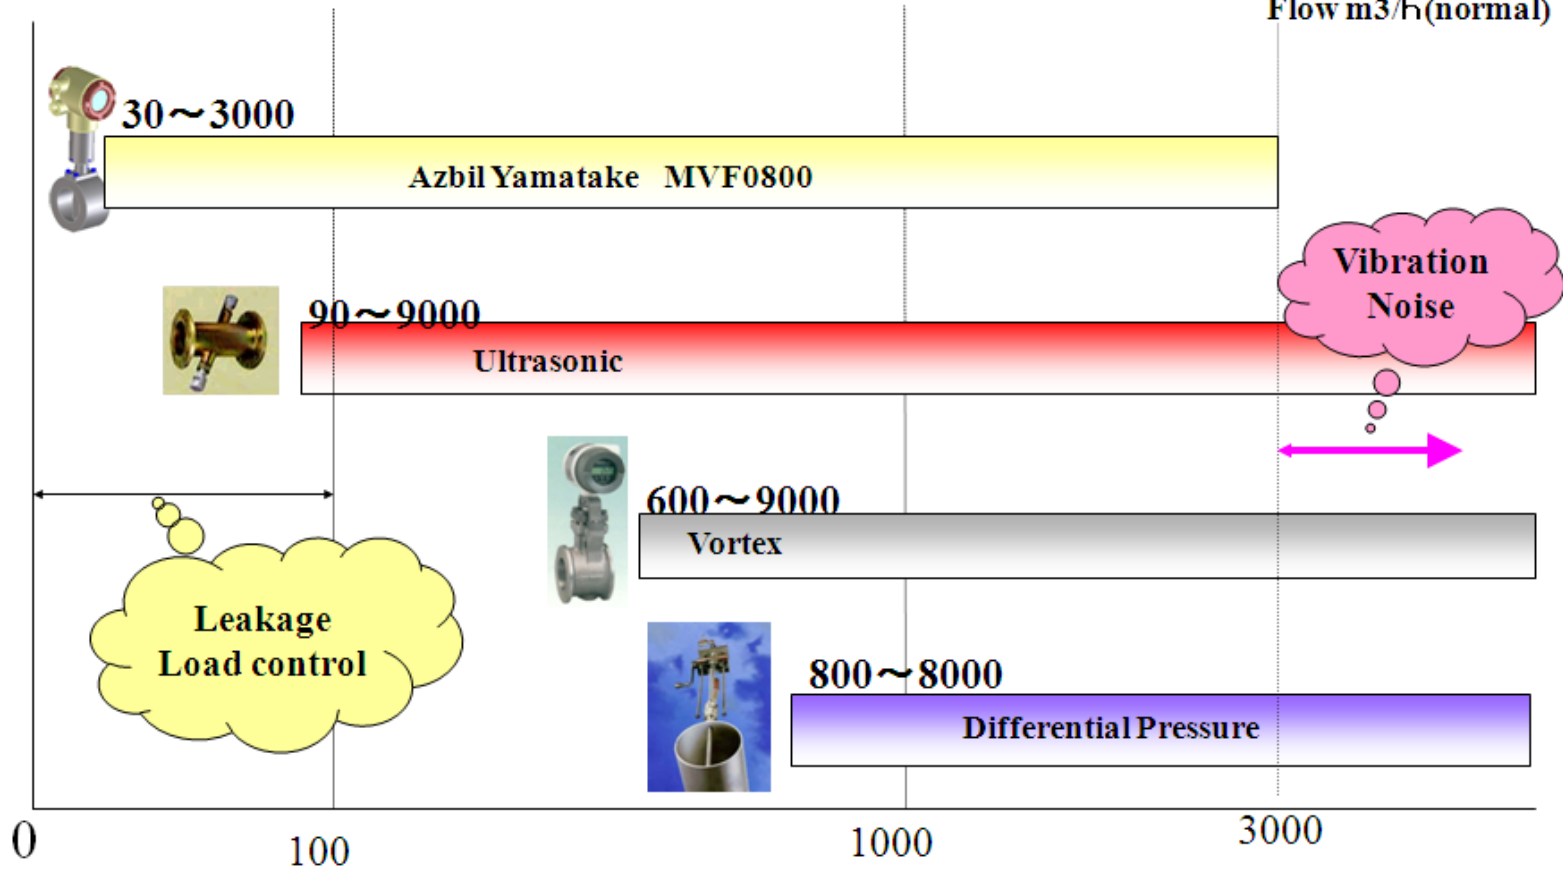 Flow m3/h(normal)
30～3000
Azbil Yamatake MVF0800
Vibration
Noise
90～9000
Ultrasonic
600～9000
Vortex
Leakage
Load control
800～8000
Differential Pressure
0
100
1000
3000